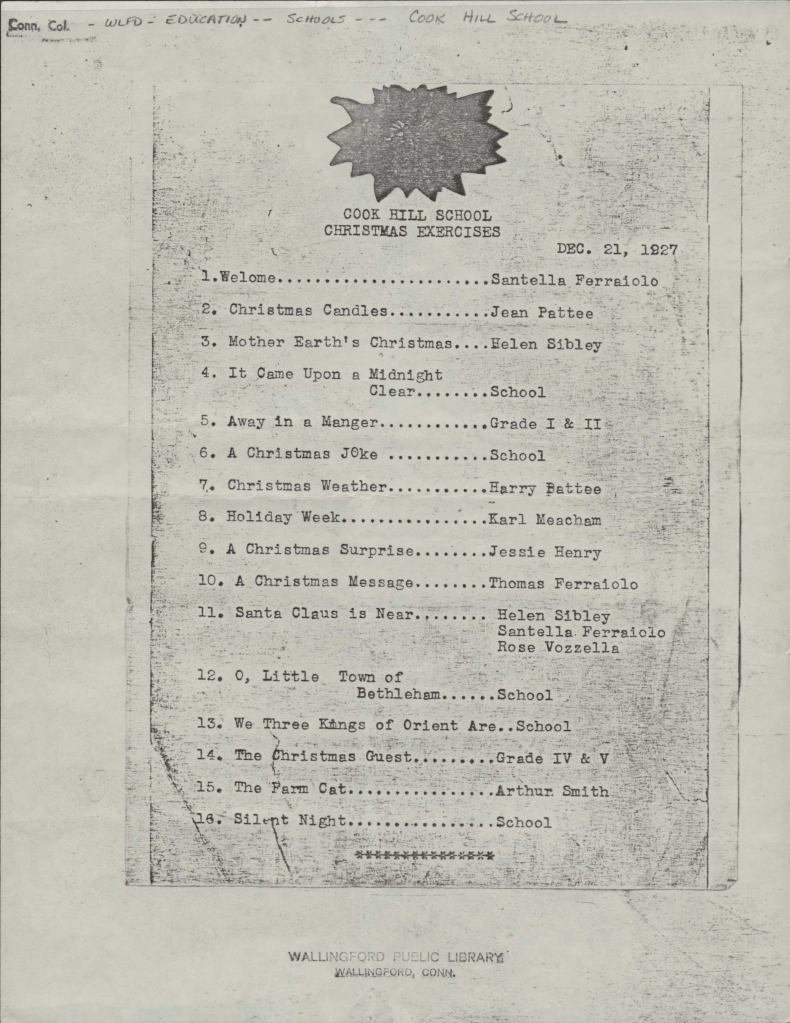 Conn. Col. - WLFD - EDUCATION -- SCHOOLS --- COOK HILL SCHOOL
COOK HILL SCHOOL
CHRISTMAS EXERCISES
DEC. 21, 1927
1.Welome.......................Santella Ferraiolo
2. Christmas Candles...........Jean Pattee
3. Mother Earth's Christmas....Helen Sibley
4. It Came Upon a Midnight
Clear........School
5. Away in a Manger............Grade I & II
6. A Christmas Joke ...........School
7. Christmas Weather...........Harry Pattee
8. Holiday Week................Karl Meacham
9. A Christmas Surprise........Jessie Henry
10. A Christmas Message........Thomas Ferraiolo
11. Santa Claus is Near........ Helen Sibley
Santella Ferraiolo
Rose Vozzella
12. O, Little Town of
Bethleham......School
13. We Three Kings of Orient Are..School
14. The Christmas Guest.........Grade IV & V
15. The Farm Cat................Arthur Smith
16. Silent Night................School
***************
WALLINGFORD PUBLIC LIBRARY
WALLINGFORD, CONN.